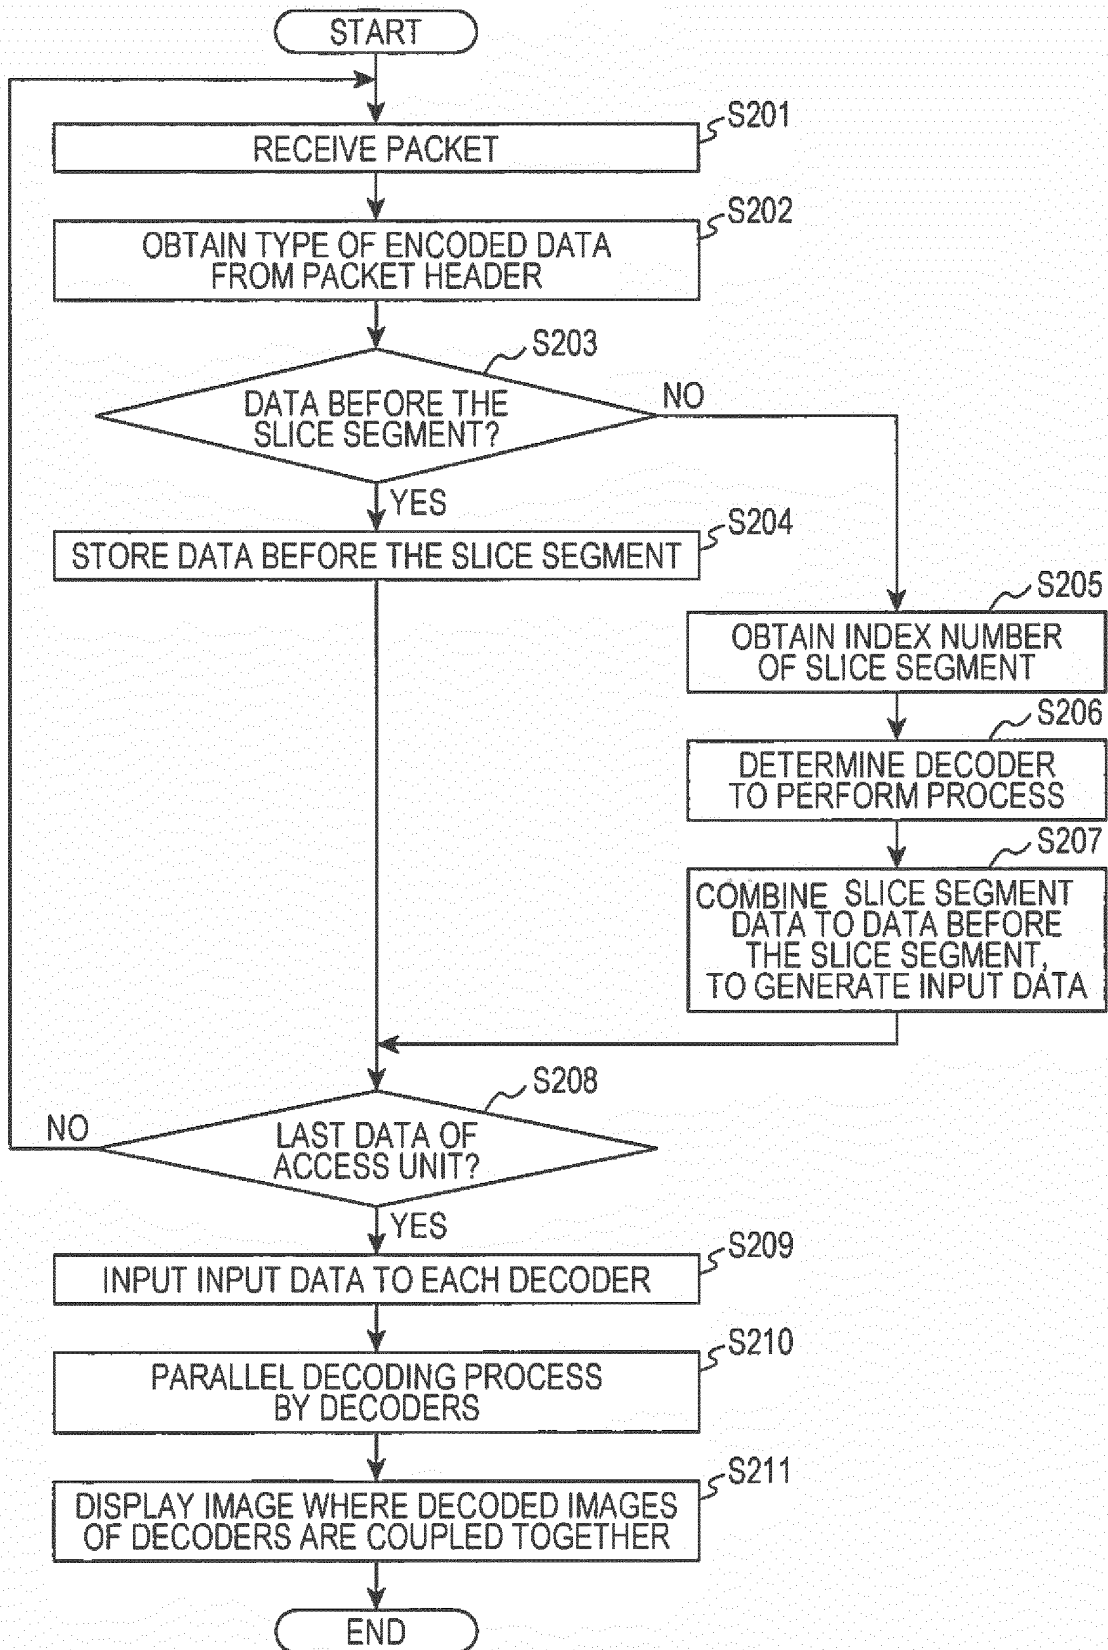 START
S201
RECEIVE PACKET
S202
OBTAIN TYPE OF ENCODED DATA
FROM PACKET HEADER
S203
DATA BEFORE THE
SLICE SEGMENT?
NO
YES
S204
STORE DATA BEFORE THE SLICE SEGMENT
S205
OBTAIN INDEX NUMBER
OF SLICE SEGMENT
S206
DETERMINE DECODER
TO PERFORM PROCESS
S207
COMBINE SLICE SEGMENT
DATA TO DATA BEFORE
THE SLICE SEGMENT,
TO GENERATE INPUT DATA
S208
NO
LAST DATA OF
ACCESS UNIT?
YES
S209
INPUT INPUT DATA TO EACH DECODER
S210
PARALLEL DECODING PROCESS
BY DECODERS
S211
DISPLAY IMAGE WHERE DECODED IMAGES
OF DECODERS ARE COUPLED TOGETHER
END